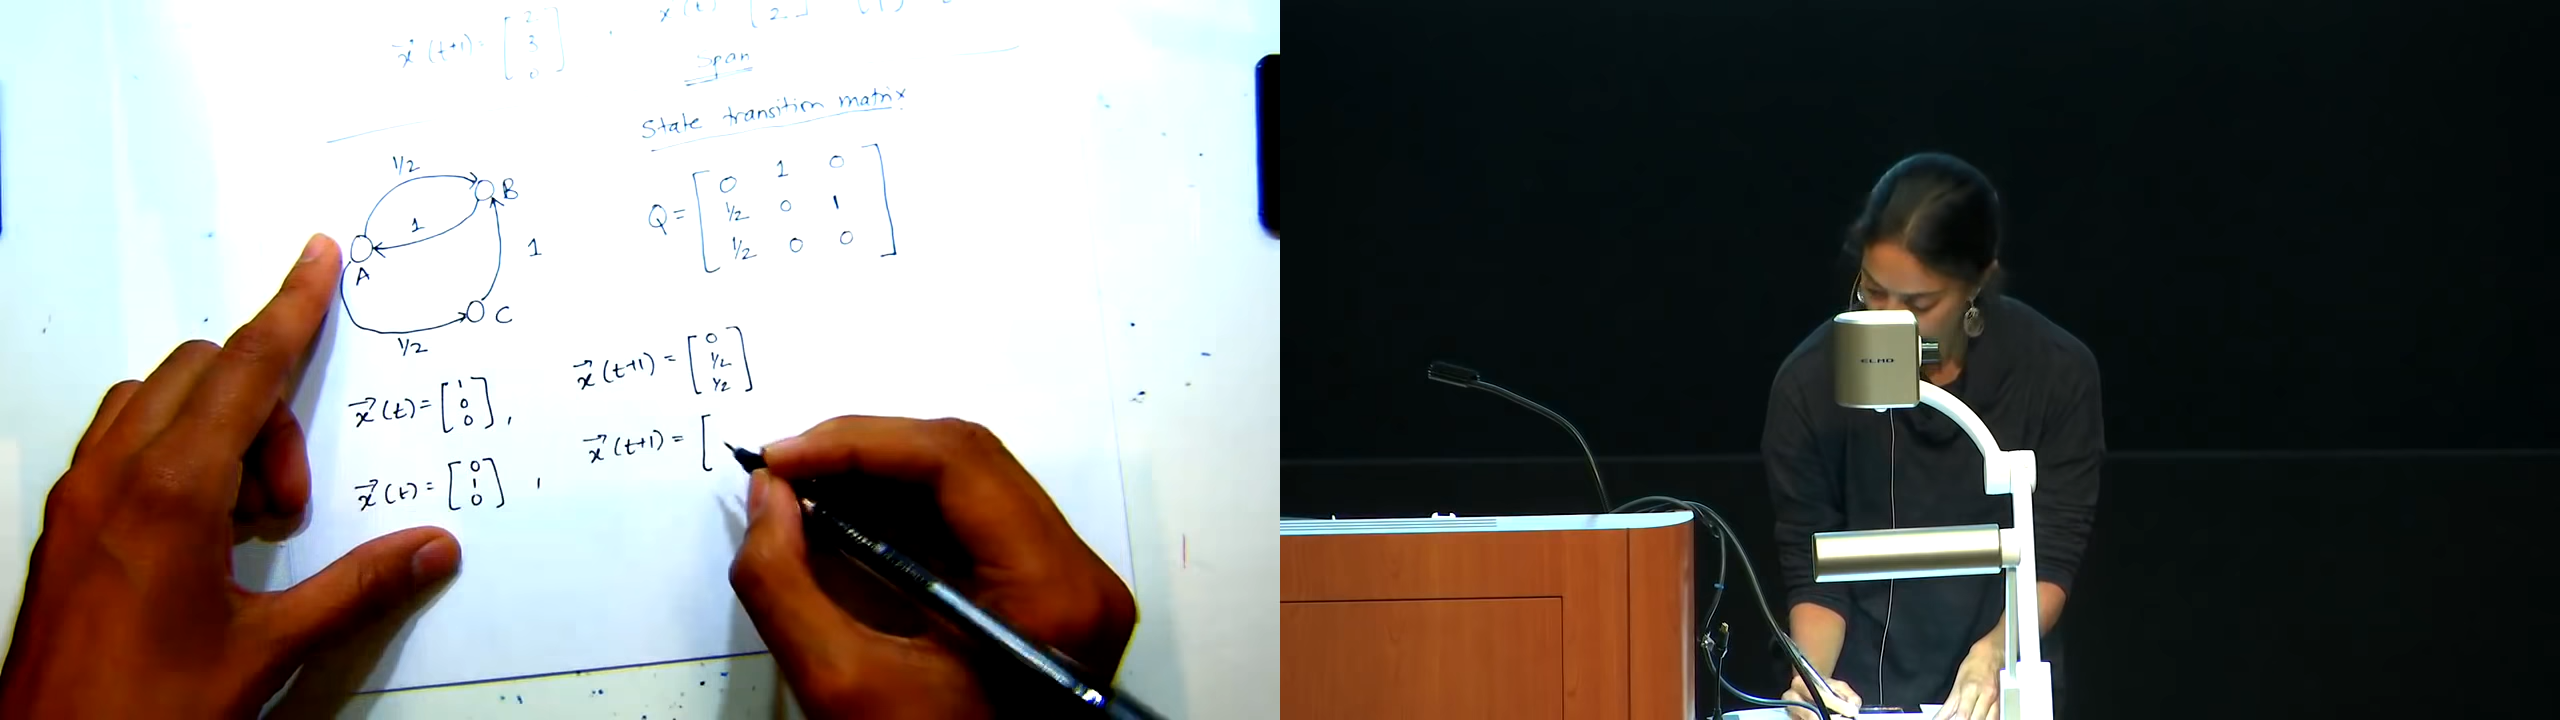 x⃗ (t+1) = [2 3 0]
x (t) [ 2 ]
Span
State transition matrix
1/2
B
1
A
1
C
1/2
Q = [0 1 0
1/2 0 1
1/2 0 0]
x⃗ (t) = [1 0 0] , x⃗ (t+1) = [0 1/2 1/2]
x⃗ (t) = [0 1 0] , x⃗ (t+1) = [
ELMO